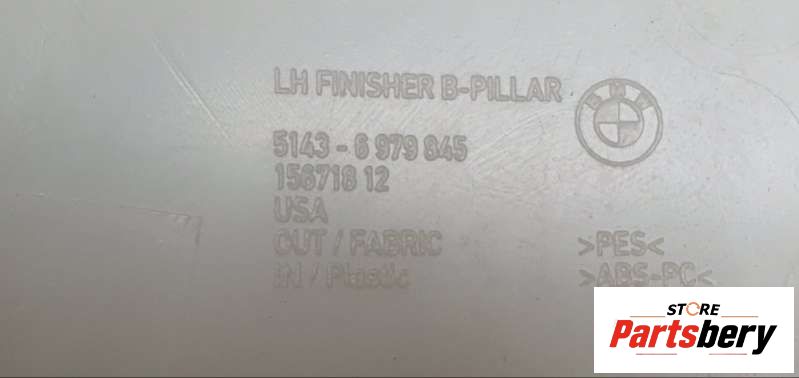 LH FINISHER B-PILLAR
BMW
5143 - 6 979 845
156718 12
USA
OUT / FABRIC >PES<
IN / Plastic >ABS-PC<
STORE
Partsbery